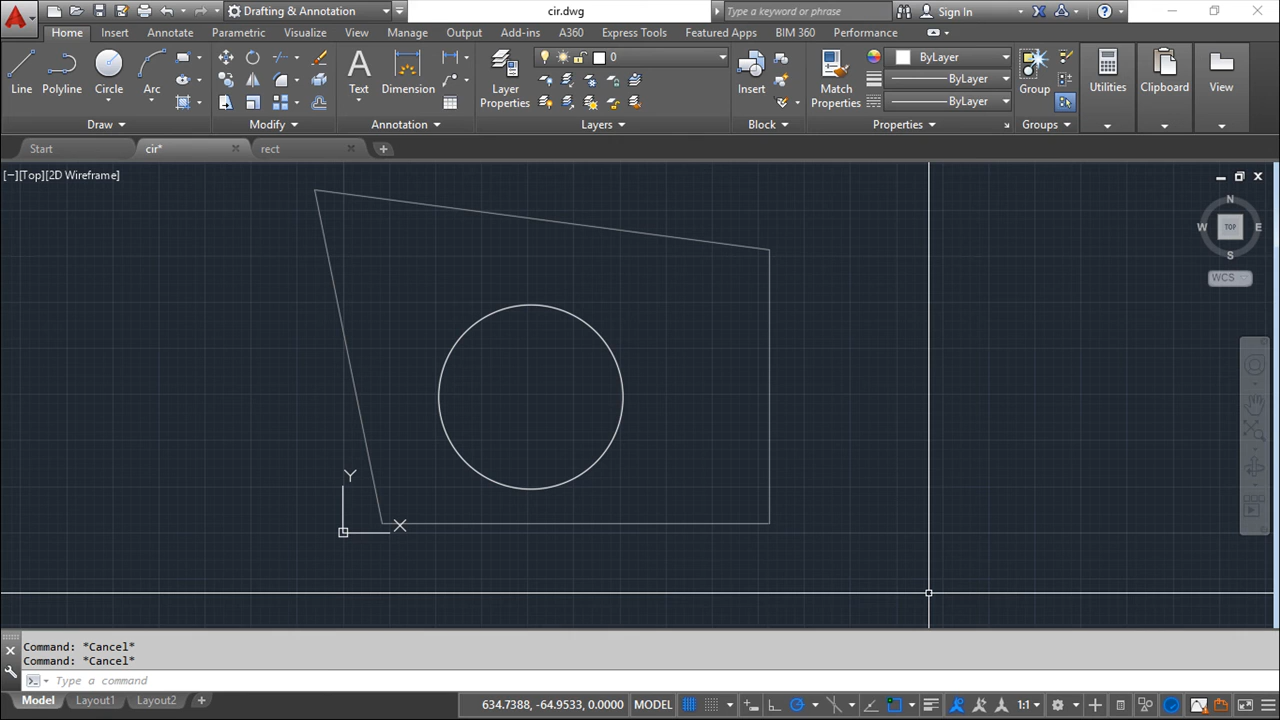 Drafting & Annotation
cir.dwg
Type a keyword or phrase
Sign In
Home
Insert
Annotate
Parametric
Visualize
View
Manage
Output
Add-ins
A360
Express Tools
Featured Apps
BIM 360
Performance
Line
Polyline
Circle
Arc
Text
Dimension
Layer
Properties
0
Insert
Match
Properties
ByLayer
ByLayer
ByLayer
Group
Utilities
Clipboard
View
Draw
Modify
Annotation
Layers
Block
Properties
Groups
Start
cir*
rect
[−][Top][2D Wireframe]
N
W
TOP
E
S
WCS
Y
X
Command: *Cancel*
Command: *Cancel*
Type a command
Model
Layout1
Layout2
634.7388, -64.9533, 0.0000
MODEL
1:1